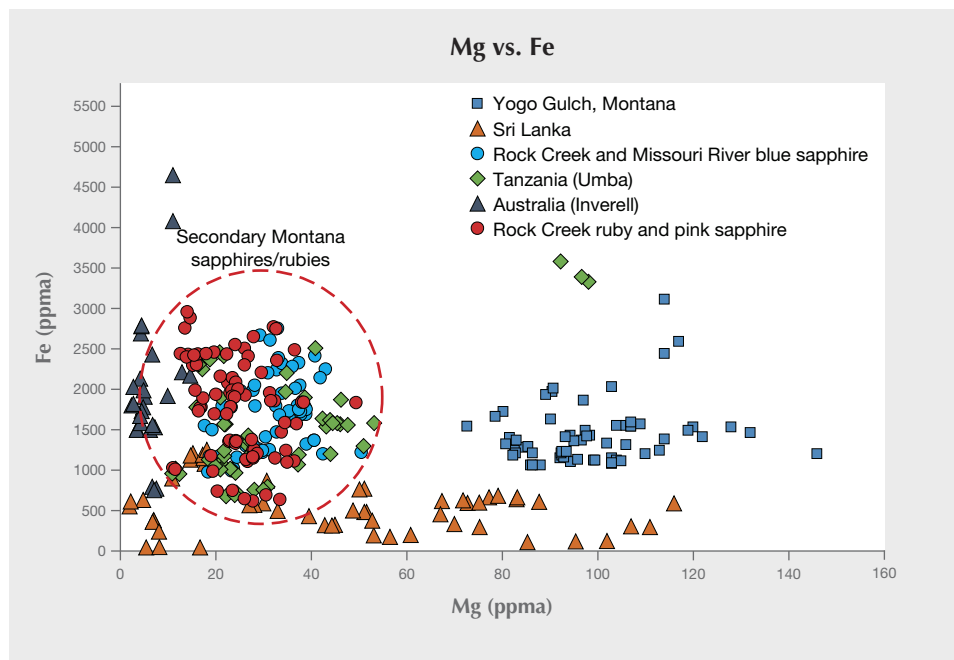 Mg vs. Fe
Yogo Gulch, Montana
Sri Lanka
Rock Creek and Missouri River blue sapphire
Tanzania (Umba)
Australia (Inverell)
Rock Creek ruby and pink sapphire
Secondary Montana
sapphires/rubies
Fe (ppma)
5500
5000
4500
4000
3500
3000
2500
2000
1500
1000
500
0
0 20 40 60 80 100 120 140 160
Mg (ppma)